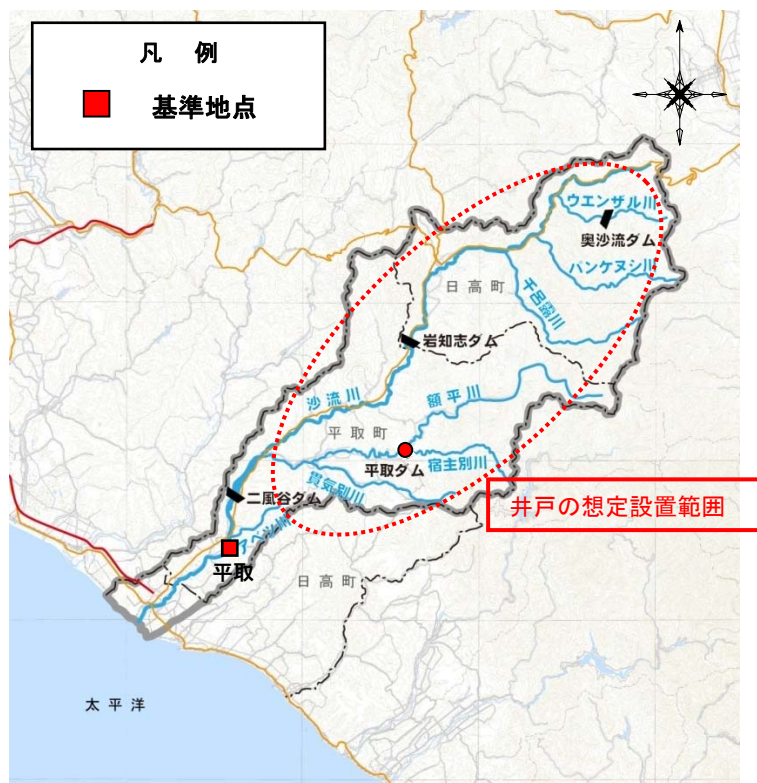 凡 例
基準地点
ウエンザル川
奥沙流ダム
パンケヌシ川
日高町
千呂露川
岩知志ダム
沙流川
額平川
平取町
平取ダム
宿主別川
貫気別川
二風谷ダム
井戸の想定設置範囲
アベツ川
平取
日高町
太平洋